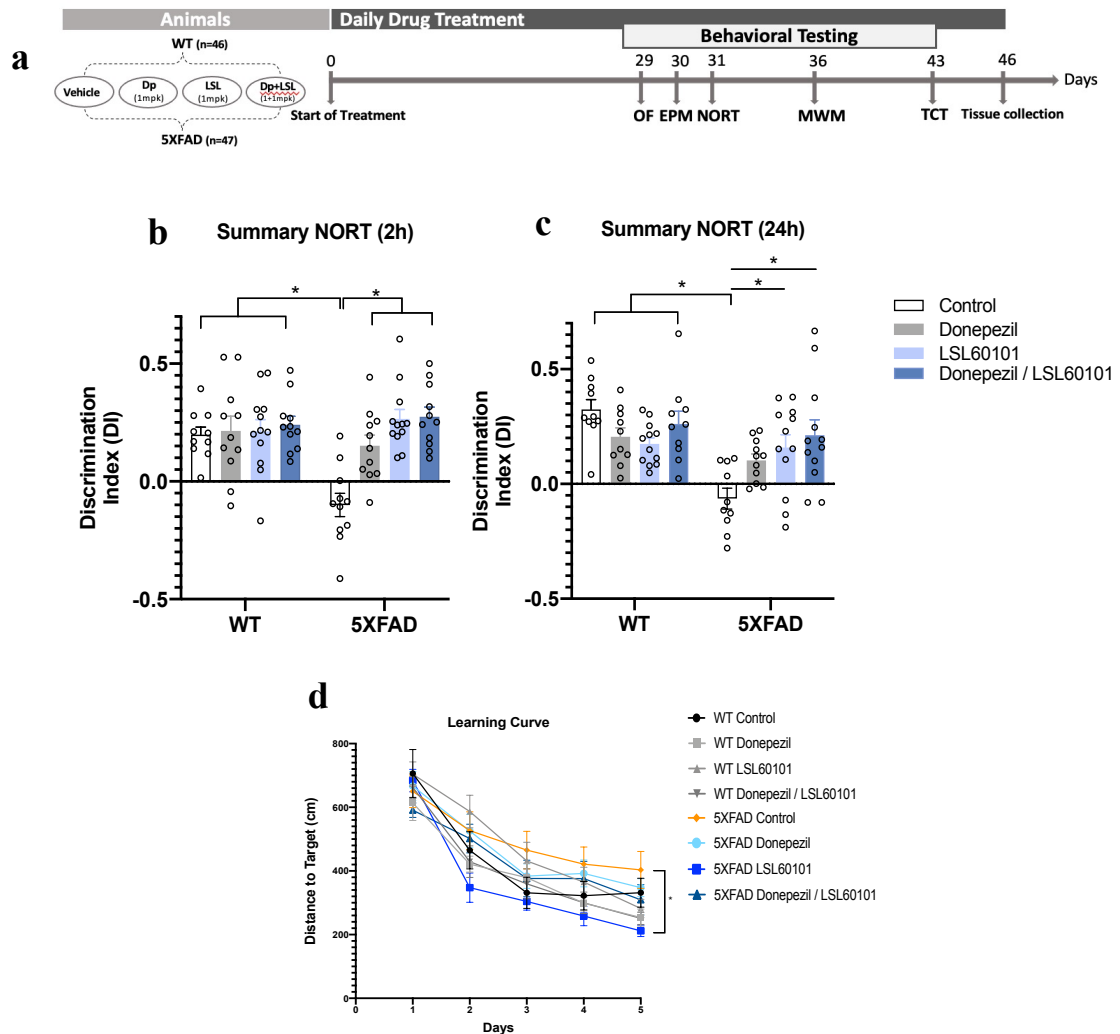 Animals
Daily Drug Treatment
Behavioral Testing
a
WT (n=46)
Vehicle
Dp
(1mpk)
LSL
(1mpk)
Dp+LSL
(1+1mpk)
5XFAD (n=47)
0
29
30
31
36
43
46
Days
Start of Treatment
OF
EPM
NORT
MWM
TCT
Tissue collection
b
Summary NORT (2h)
*
*
Discrimination
Index (DI)
0.5
0.0
-0.5
WT
5XFAD
c
Summary NORT (24h)
*
*
*
Discrimination
Index (DI)
0.5
0.0
-0.5
WT
5XFAD
Control
Donepezil
LSL60101
Donepezil / LSL60101
d
Learning Curve
Distance to Target (cm)
800
600
400
200
0
0
1
2
3
4
5
Days
*
WT Control
WT Donepezil
WT LSL60101
WT Donepezil / LSL60101
5XFAD Control
5XFAD Donepezil
5XFAD LSL60101
5XFAD Donepezil / LSL60101